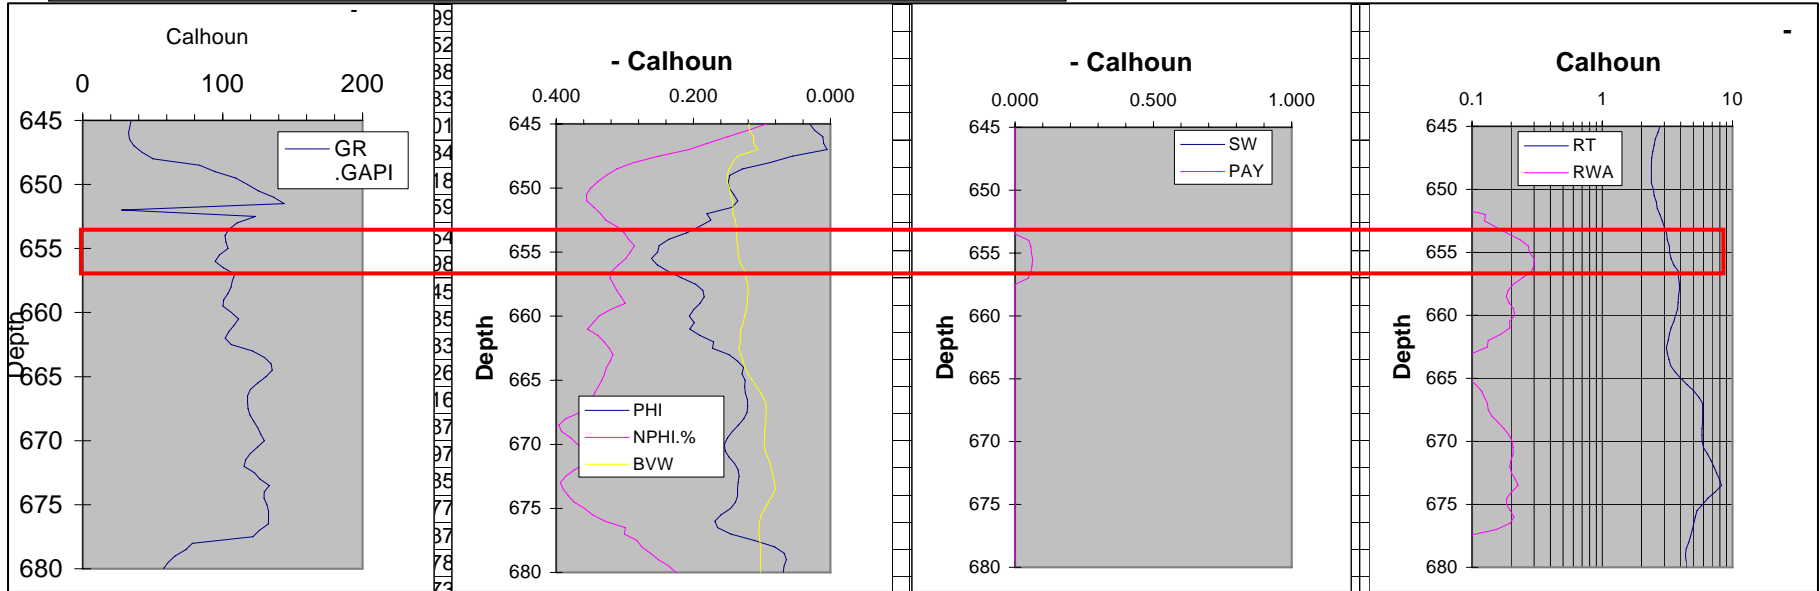 -
Calhoun
0 100 200
645
650
655
660
665
670
675
680
Depth
GR
.GAPI
- Calhoun
0.400 0.200 0.000
645
650
655
660
665
670
675
680
Depth
PHI
NPHI.%
BVW
- Calhoun
0.000 0.500 1.000
645
650
655
660
665
670
675
680
Depth
SW
PAY
-
Calhoun
0.1 1 10
645
650
655
660
665
670
675
680
Depth
RT
RWA